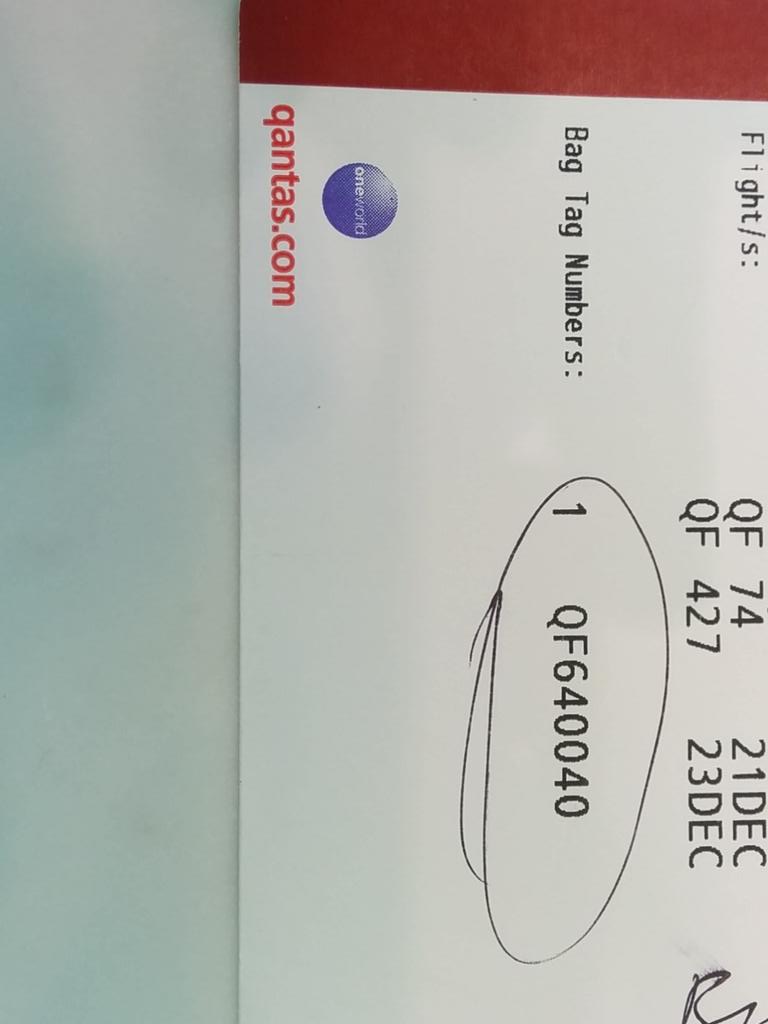 Flight/s: QF 74 21DEC
QF 427 23DEC
Bag Tag Numbers: 1 QF640040
oneworld
qantas.com